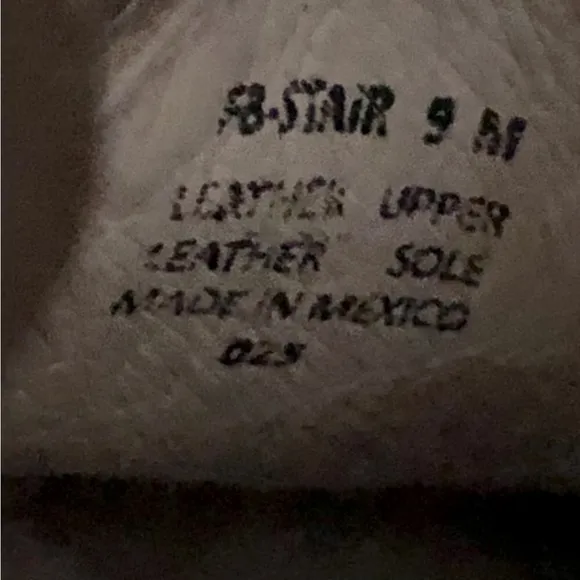 FB-STAIR 9 M
LEATHER UPPER
LEATHER SOLE
MADE IN MEXICO
025